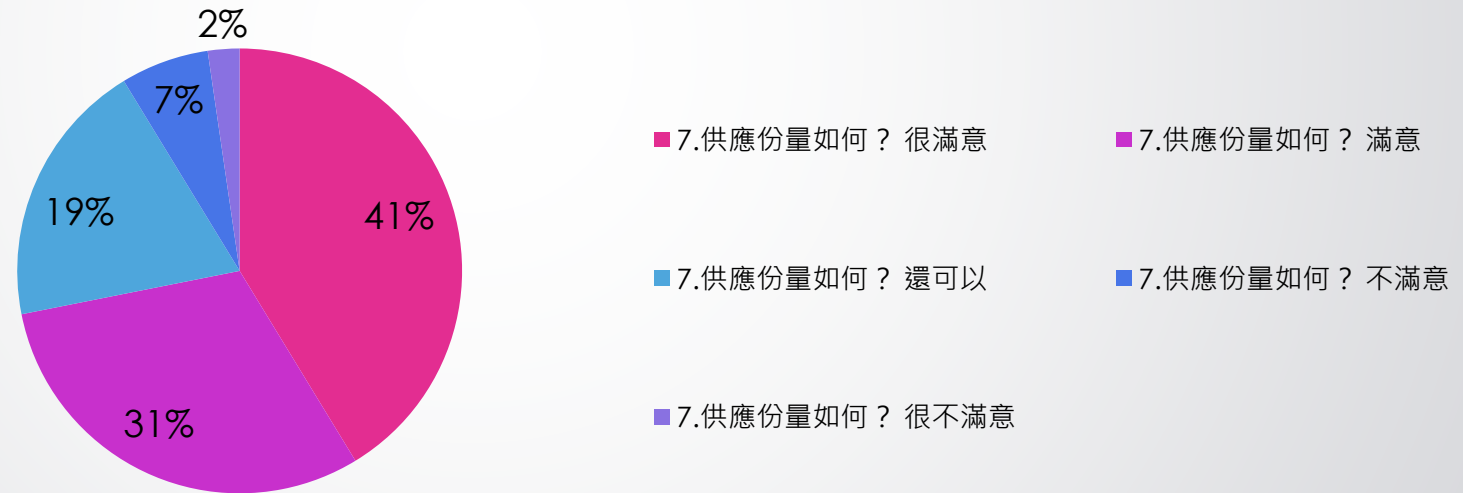 2%
7%
19%
41%
31%
7.供應份量如何？ 很滿意
7.供應份量如何？ 滿意
7.供應份量如何？ 還可以
7.供應份量如何？ 不滿意
7.供應份量如何？ 很不滿意